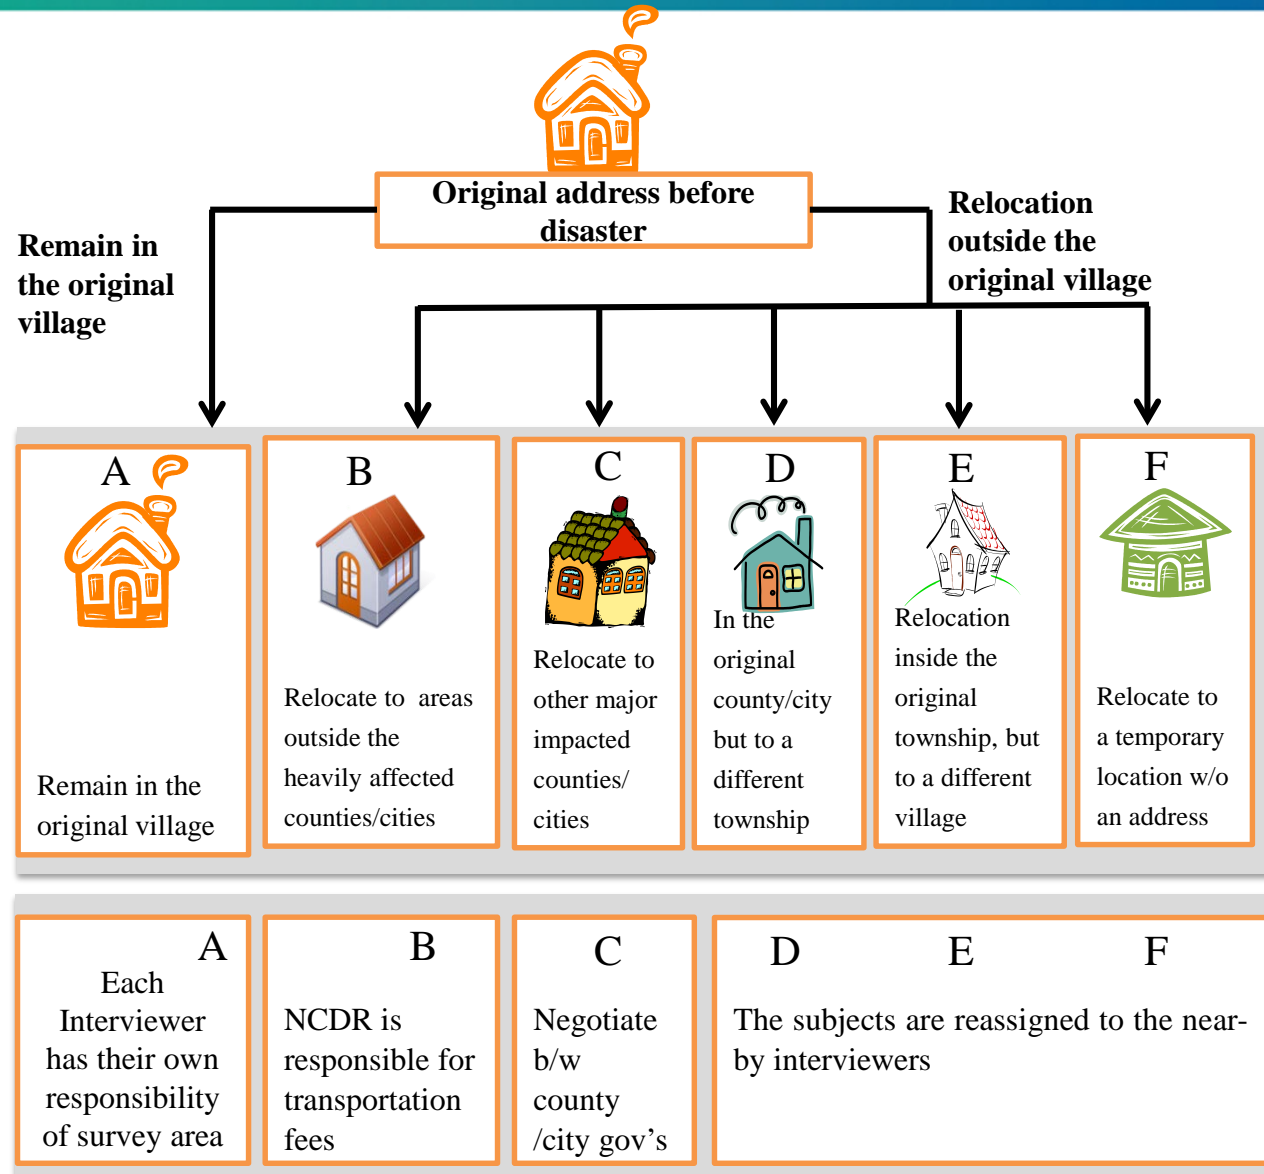 Original address before
disaster
Remain in
the original
village
Relocation
outside the
original village
A
Remain in the
original village
B
Relocate to areas
outside the
heavily affected
counties/cities
C
Relocate to
other major
impacted
counties/
cities
D
In the
original
county/city
but to a
different
township
E
Relocation
inside the
original
township, but
to a different
village
F
Relocate to
a temporary
location w/o
an address
A
Each
Interviewer
has their own
responsibility
of survey area
B
NCDR is
responsible for
transportation
fees
C
Negotiate
b/w
county
/city gov's
D E F
The subjects are reassigned to the near-
by interviewers